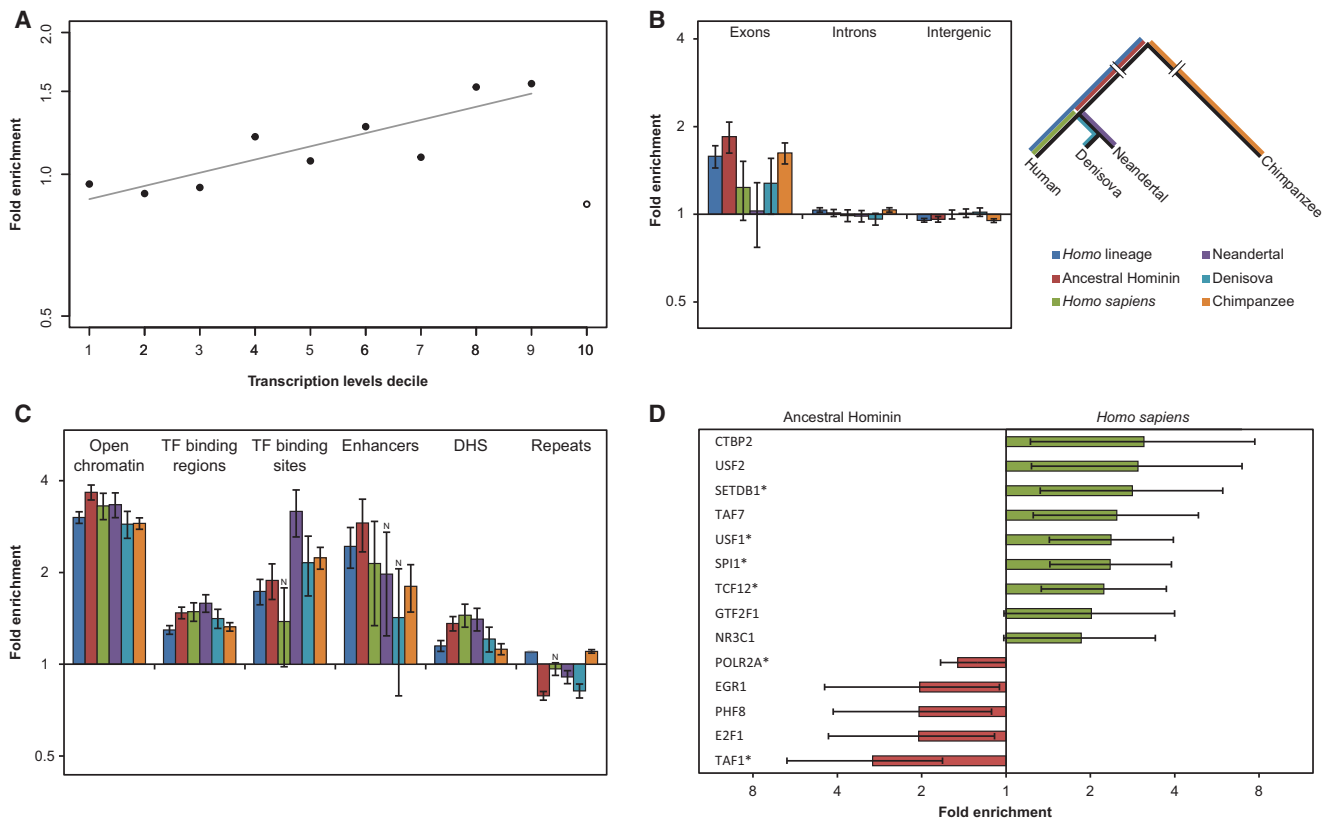 A
Fold enrichment
2.0
1.5
1.0
0.5
1 2 3 4 5 6 7 8 9 10
Transcription levels decile
B
Fold enrichment
4
2
1
0.5
Exons Introns Intergenic
Human
Denisova
Neandertal
Chimpanzee
Homo lineage
Ancestral Hominin
Homo sapiens
Neandertal
Denisova
Chimpanzee
C
Fold enrichment
4
2
1
0.5
Open chromatin
TF binding regions
TF binding sites
Enhancers
DHS
Repeats
N
N
N
N
N
D
Ancestral Hominin
Homo sapiens
CTBP2
USF2
SETDB1*
TAF7
USF1*
SPI1*
TCF12*
GTF2F1
NR3C1
POLR2A*
EGR1
PHF8
E2F1
TAF1*
8 4 2 1 2 4 8
Fold enrichment